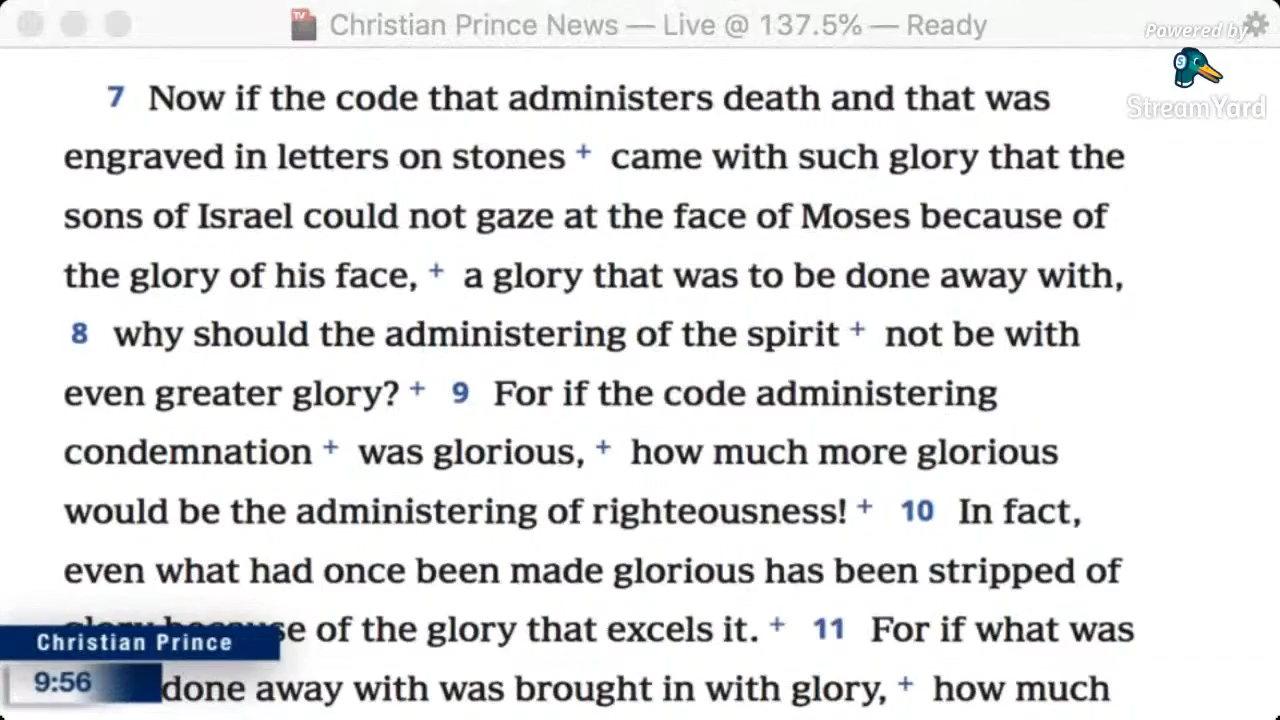 TV Christian Prince News — Live @ 137.5% — Ready
Powered by
StreamYard
7 Now if the code that administers death and that was
engraved in letters on stones + came with such glory that the
sons of Israel could not gaze at the face of Moses because of
the glory of his face, + a glory that was to be done away with,
8 why should the administering of the spirit + not be with
even greater glory? + 9 For if the code administering
condemnation + was glorious, + how much more glorious
would be the administering of righteousness! + 10 In fact,
even what had once been made glorious has been stripped of
glory because of the glory that excels it. + 11 For if what was
done away with was brought in with glory, + how much
Christian Prince
9:56